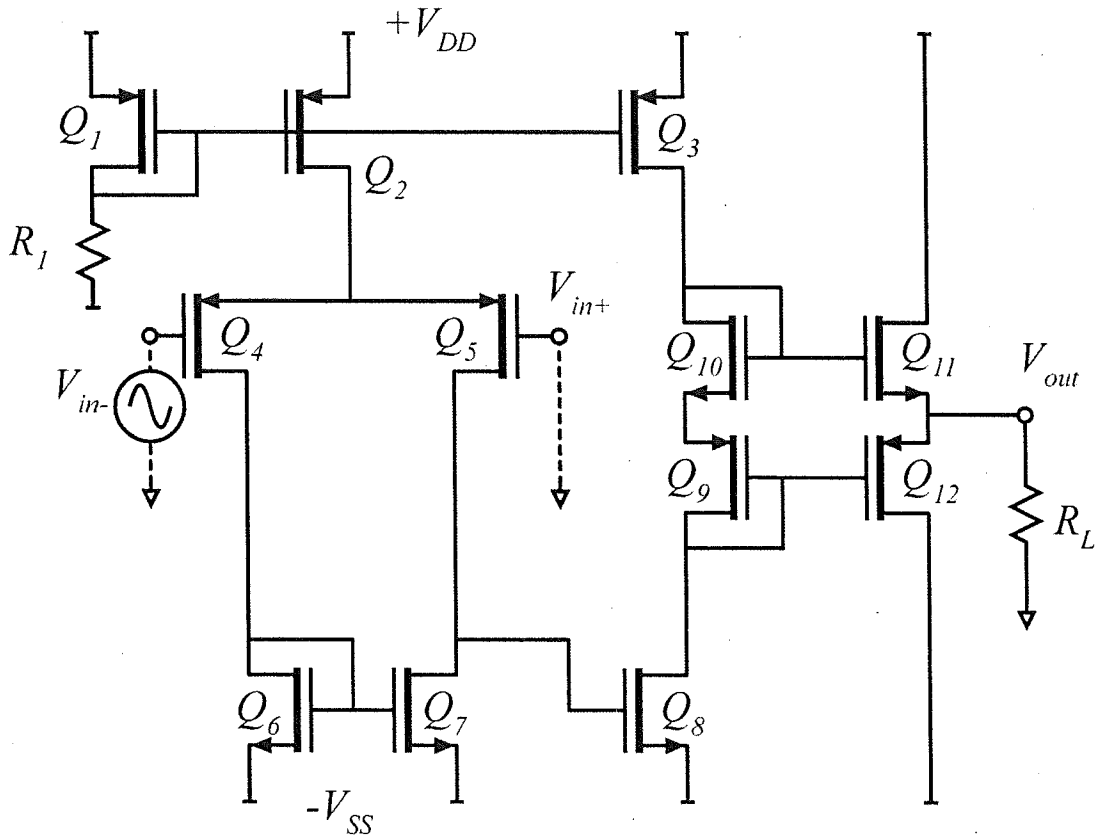 +V_DD
Q_1
Q_2
Q_3
R_1
V_in-
Q_4
Q_5
V_in+
Q_10
Q_11
V_out
Q_9
Q_12
R_L
Q_6
Q_7
Q_8
-V_SS